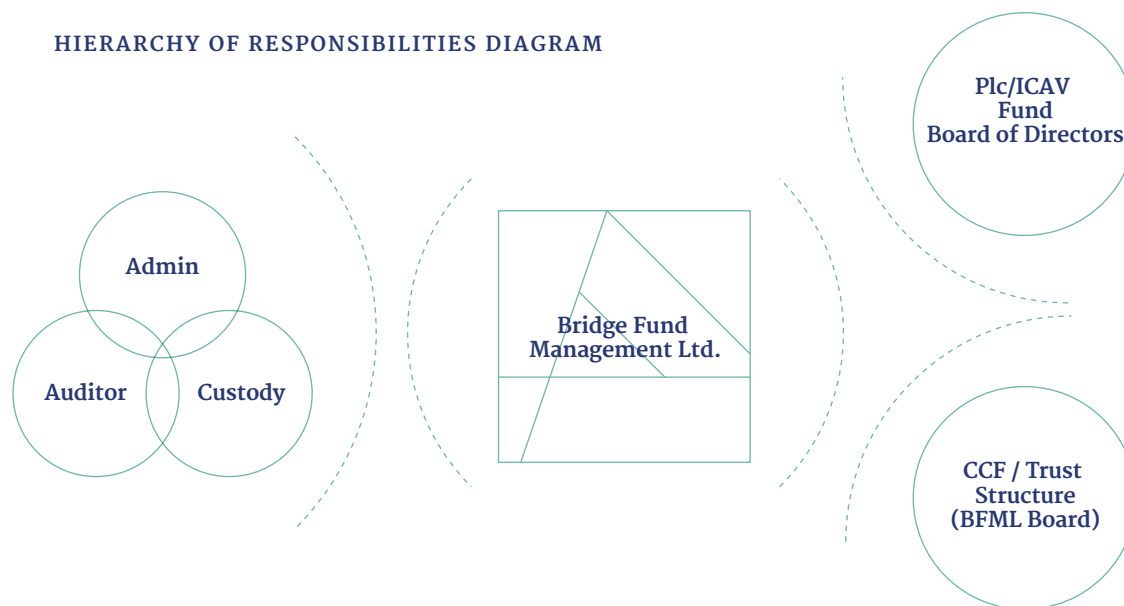 HIERARCHY OF RESPONSIBILITIES DIAGRAM
Plc/ICAV
Fund
Board of Directors
Admin
Auditor
Custody
Bridge Fund
Management Ltd.
CCF / Trust
Structure
(BFML Board)